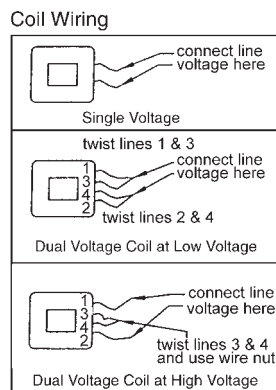 Coil Wiring
connect line
voltage here
Single Voltage
twist lines 1 & 3
connect line
voltage here
1
3
4
2
twist lines 2 & 4
Dual Voltage Coil at Low Voltage
connect line
voltage here
1
3
4
2
twist lines 3 & 4
and use wire nut
Dual Voltage Coil at High Voltage